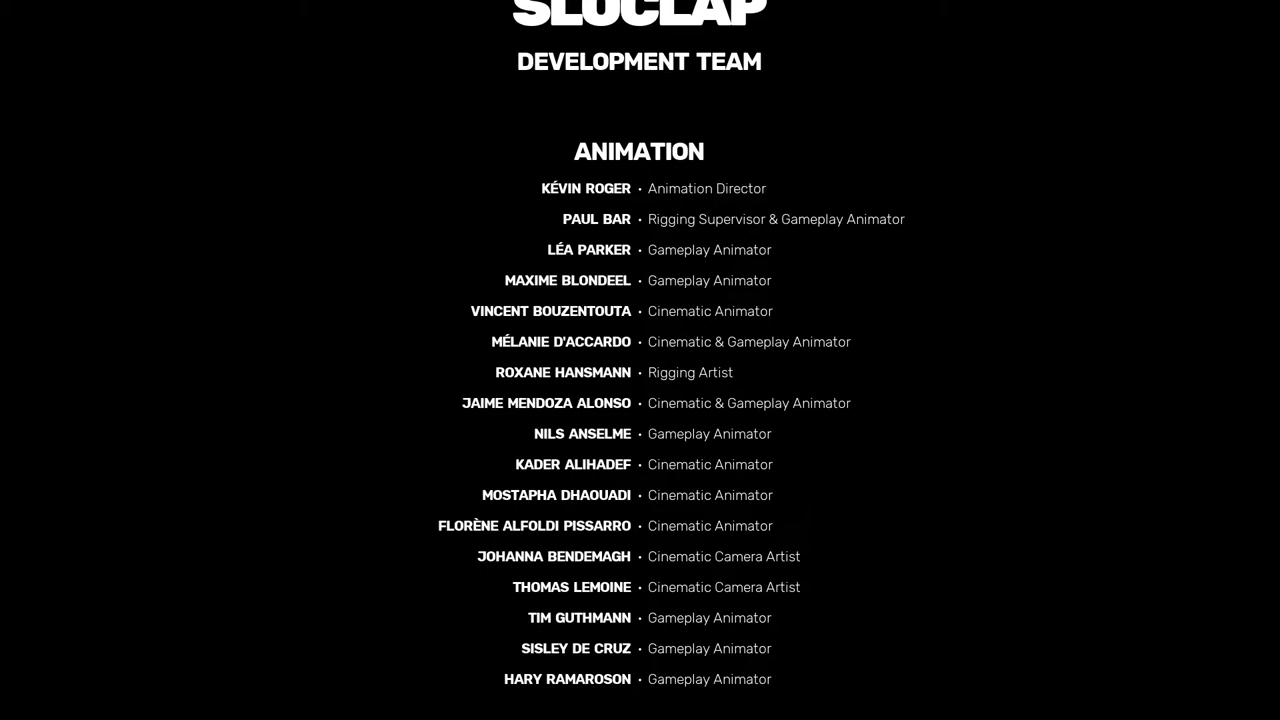 SLOCLAP
DEVELOPMENT TEAM
ANIMATION
KÉVIN ROGER • Animation Director
PAUL BAR • Rigging Supervisor & Gameplay Animator
LÉA PARKER • Gameplay Animator
MAXIME BLONDEEL • Gameplay Animator
VINCENT BOUZENTOUTA • Cinematic Animator
MÉLANIE D'ACCARDO • Cinematic & Gameplay Animator
ROXANE HANSMANN • Rigging Artist
JAIME MENDOZA ALONSO • Cinematic & Gameplay Animator
NILS ANSELME • Gameplay Animator
KADER ALIHADEF • Cinematic Animator
MOSTAPHA DHAOUADI • Cinematic Animator
FLORÈNE ALFOLDI PISSARRO • Cinematic Animator
JOHANNA BENDEMAGH • Cinematic Camera Artist
THOMAS LEMOINE • Cinematic Camera Artist
TIM GUTHMANN • Gameplay Animator
SISLEY DE CRUZ • Gameplay Animator
HARY RAMAROSON • Gameplay Animator